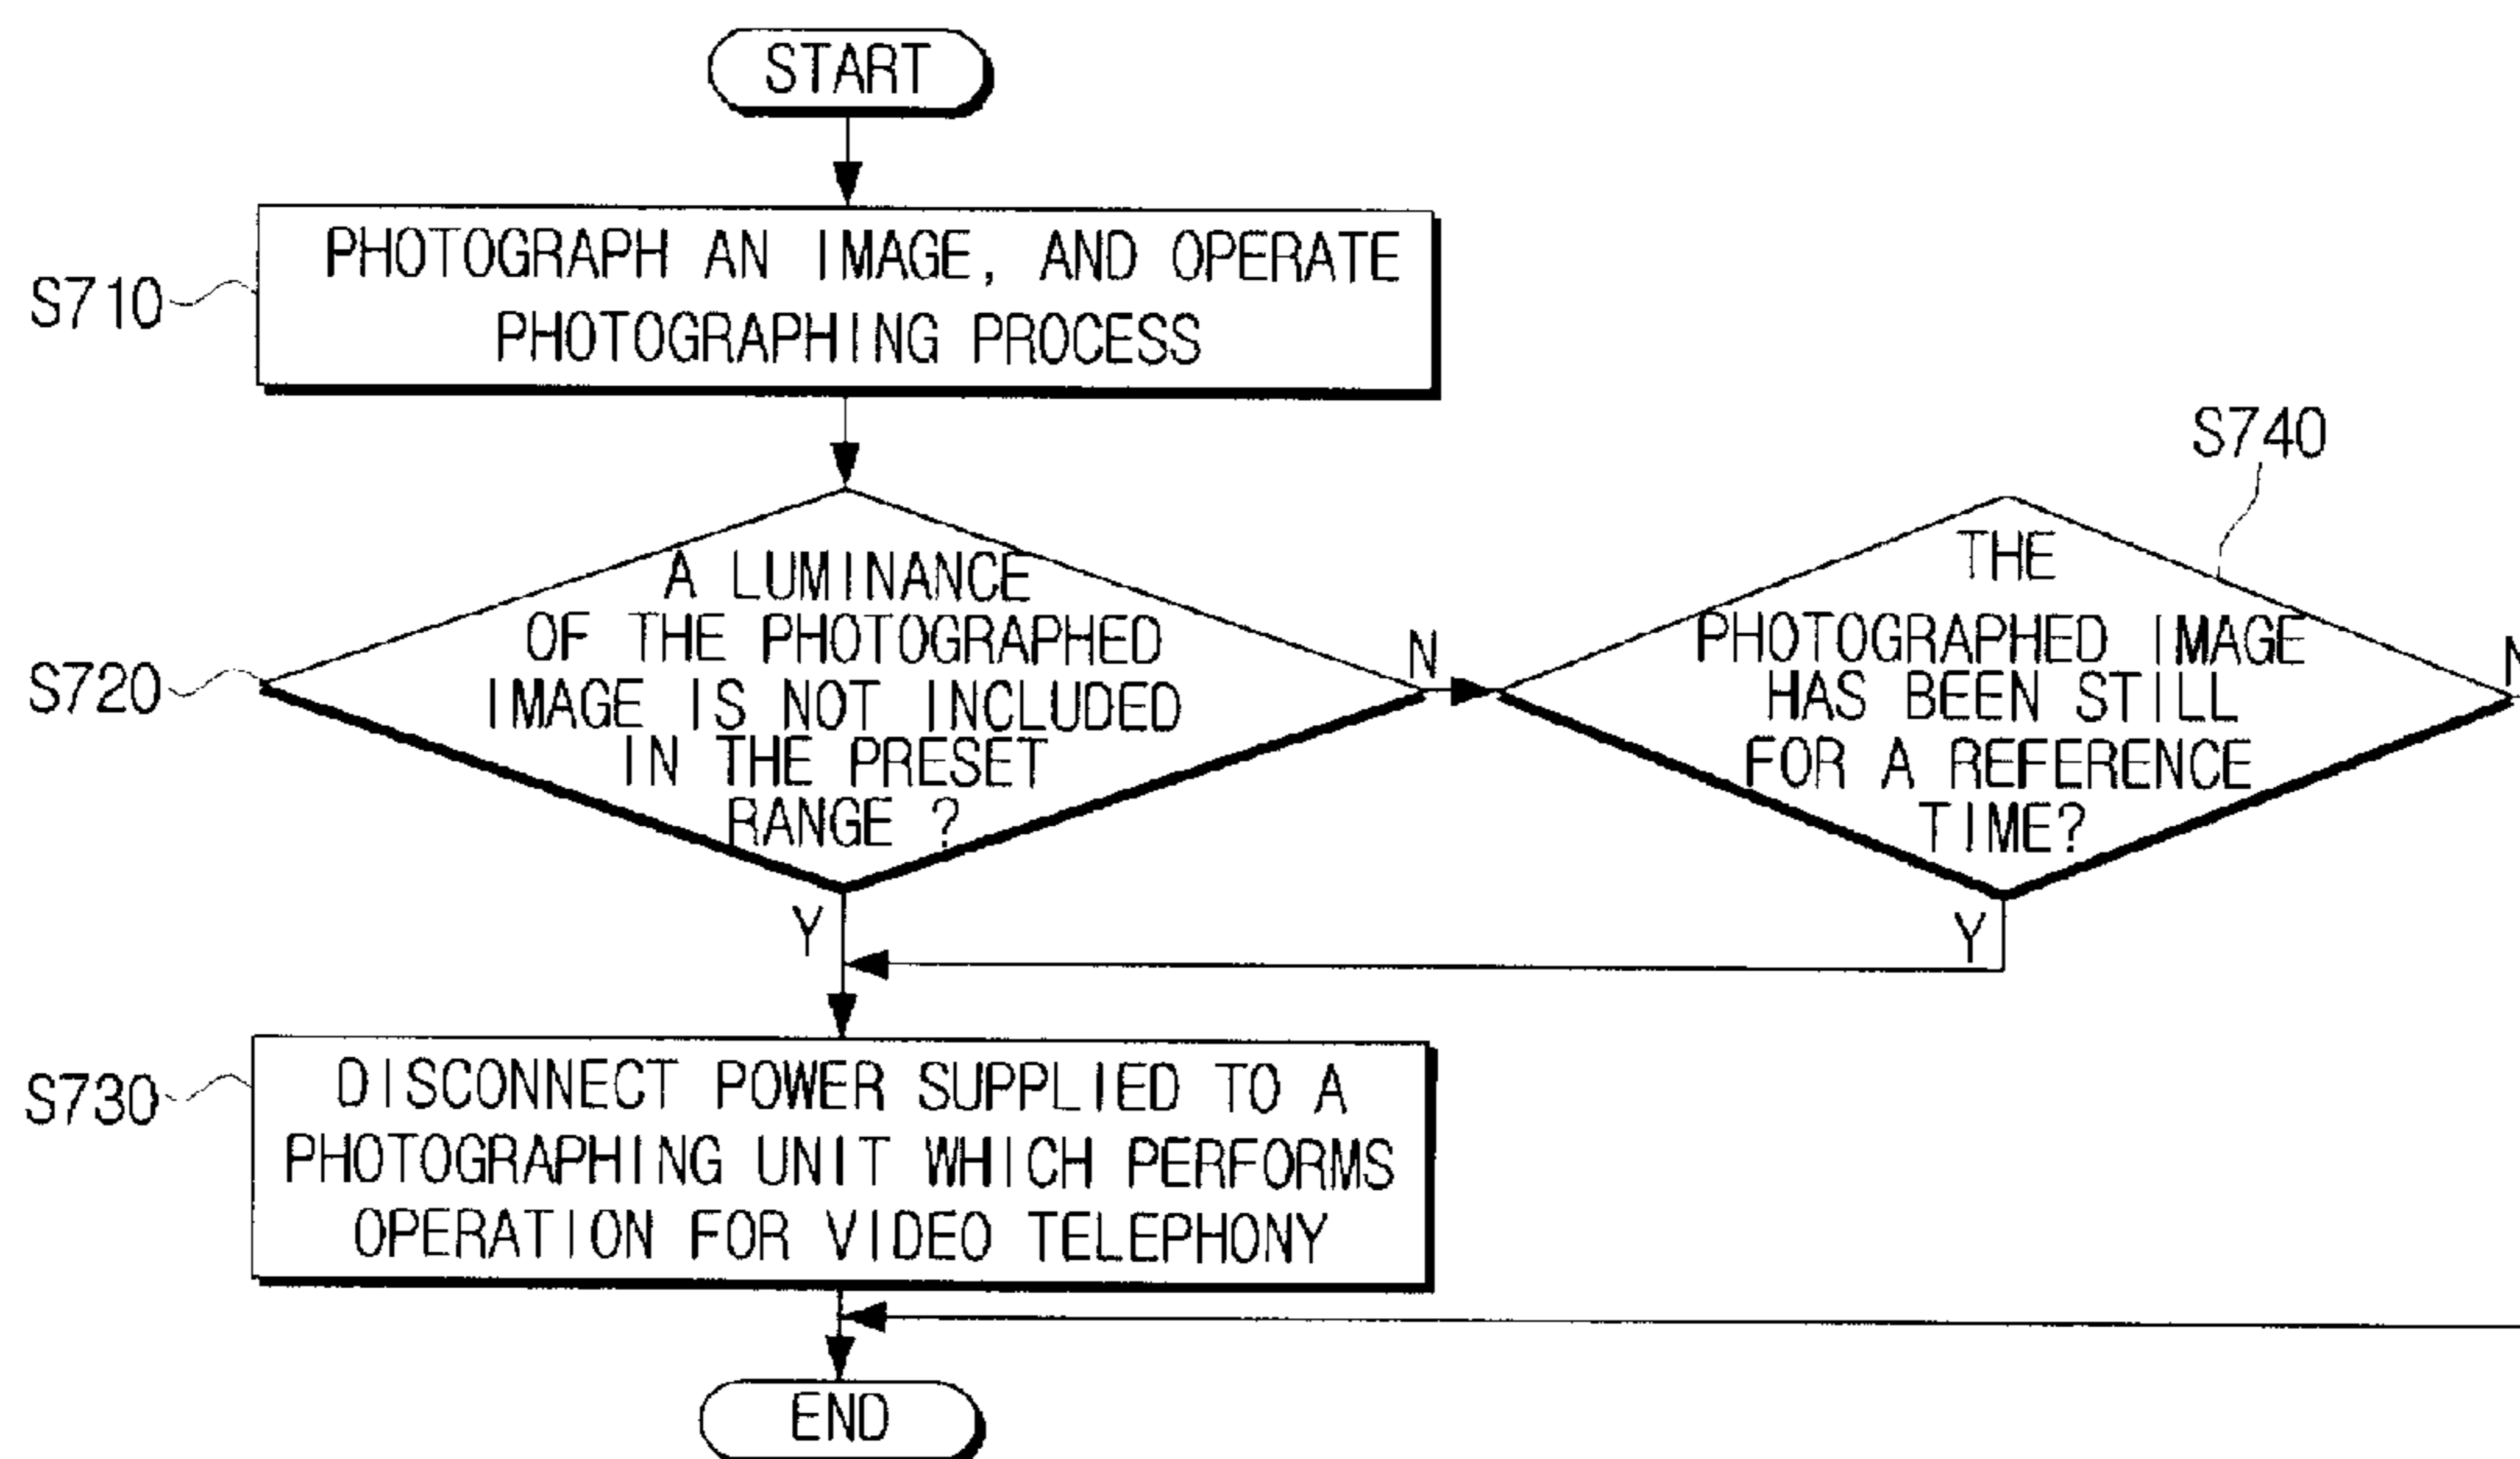 START
S710
PHOTOGRAPH AN IMAGE, AND OPERATE
PHOTOGRAPHING PROCESS
S720
A LUMINANCE
OF THE PHOTOGRAPHED
IMAGE IS NOT INCLUDED
IN THE PRESET
RANGE ?
N
Y
S740
THE
PHOTOGRAPHED IMAGE
HAS BEEN STILL
FOR A REFERENCE
TIME?
Y
S730
DISCONNECT POWER SUPPLIED TO A
PHOTOGRAPHING UNIT WHICH PERFORMS
OPERATION FOR VIDEO TELEPHONY
END